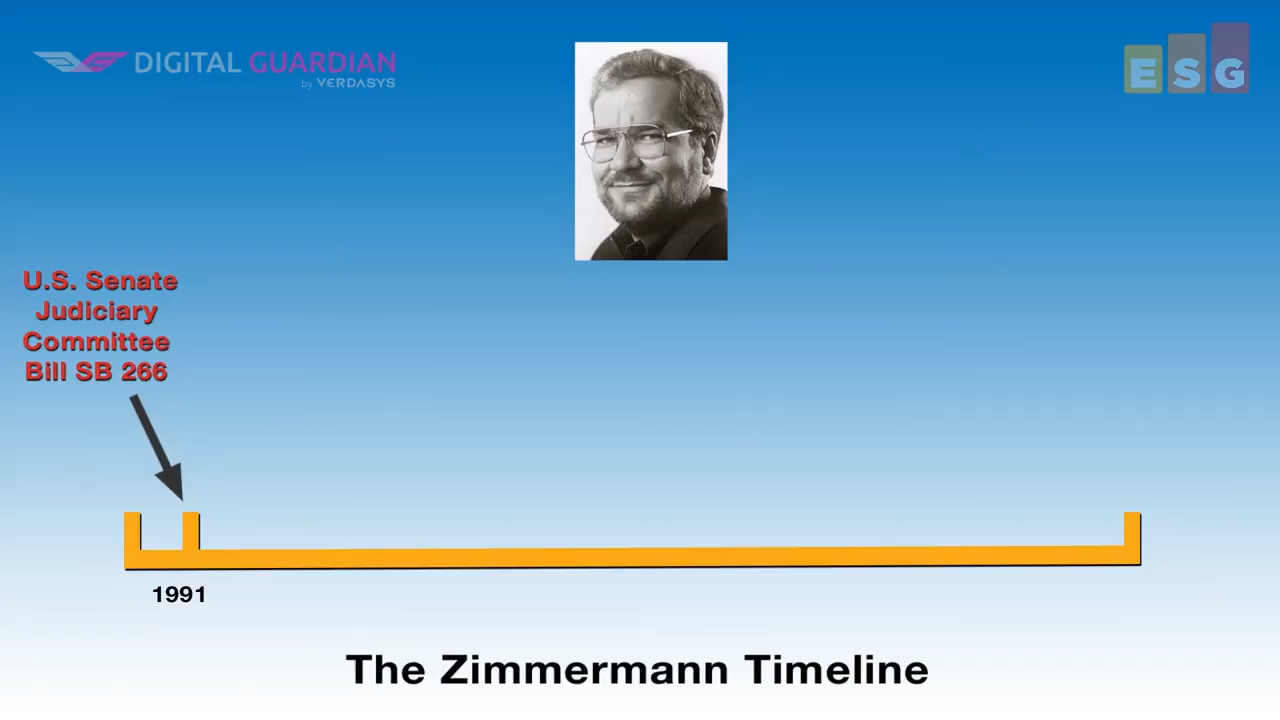 DIGITAL GUARDIAN
by VERDASYS
ESG
U.S. Senate
Judiciary
Committee
Bill SB 266
1991
The Zimmermann Timeline